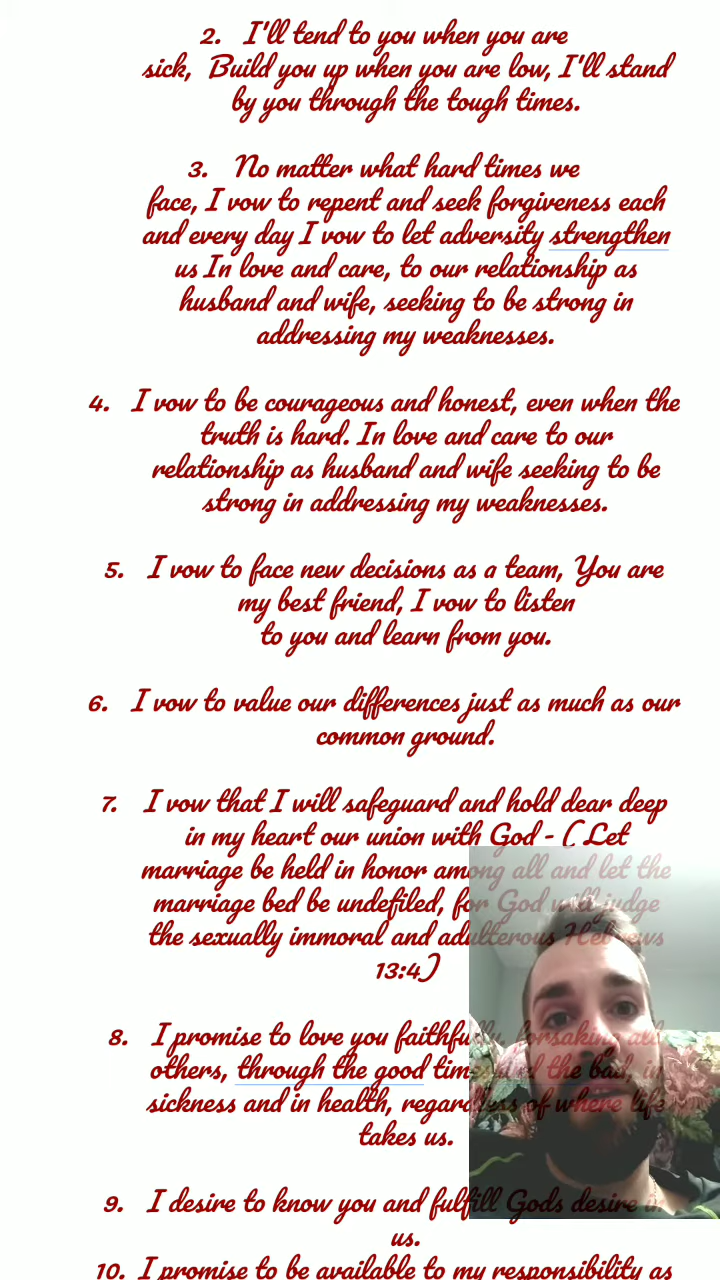 2. I'll tend to you when you are
sick, Build you up when you are low, I'll stand
by you through the tough times.
3. No matter what hard times we
face, I vow to repent and seek forgiveness each
and every day I vow to let adversity strengthen
us In love and care, to our relationship as
husband and wife, seeking to be strong in
addressing my weaknesses.
4. I vow to be courageous and honest, even when the
truth is hard. In love and care to our
relationship as husband and wife seeking to be
strong in addressing my weaknesses.
5. I vow to face new decisions as a team, You are
my best friend, I vow to listen
to you and learn from you.
6. I vow to value our differences just as much as our
common ground.
7. I vow that I will safeguard and hold dear deep
in my heart our union with God - ( Let
marriage be held in honor among all and let the
marriage bed be undefiled, for God will judge
the sexually immoral and adulterous Hebrews
13:4)
8. I promise to love you faithfully, forsaking all
others, through the good times and the bad, in
sickness and in health, regardless of where life
takes us.
9. I desire to know you and fulfill Gods desire in
us.
10. I promise to be available to my responsibility as